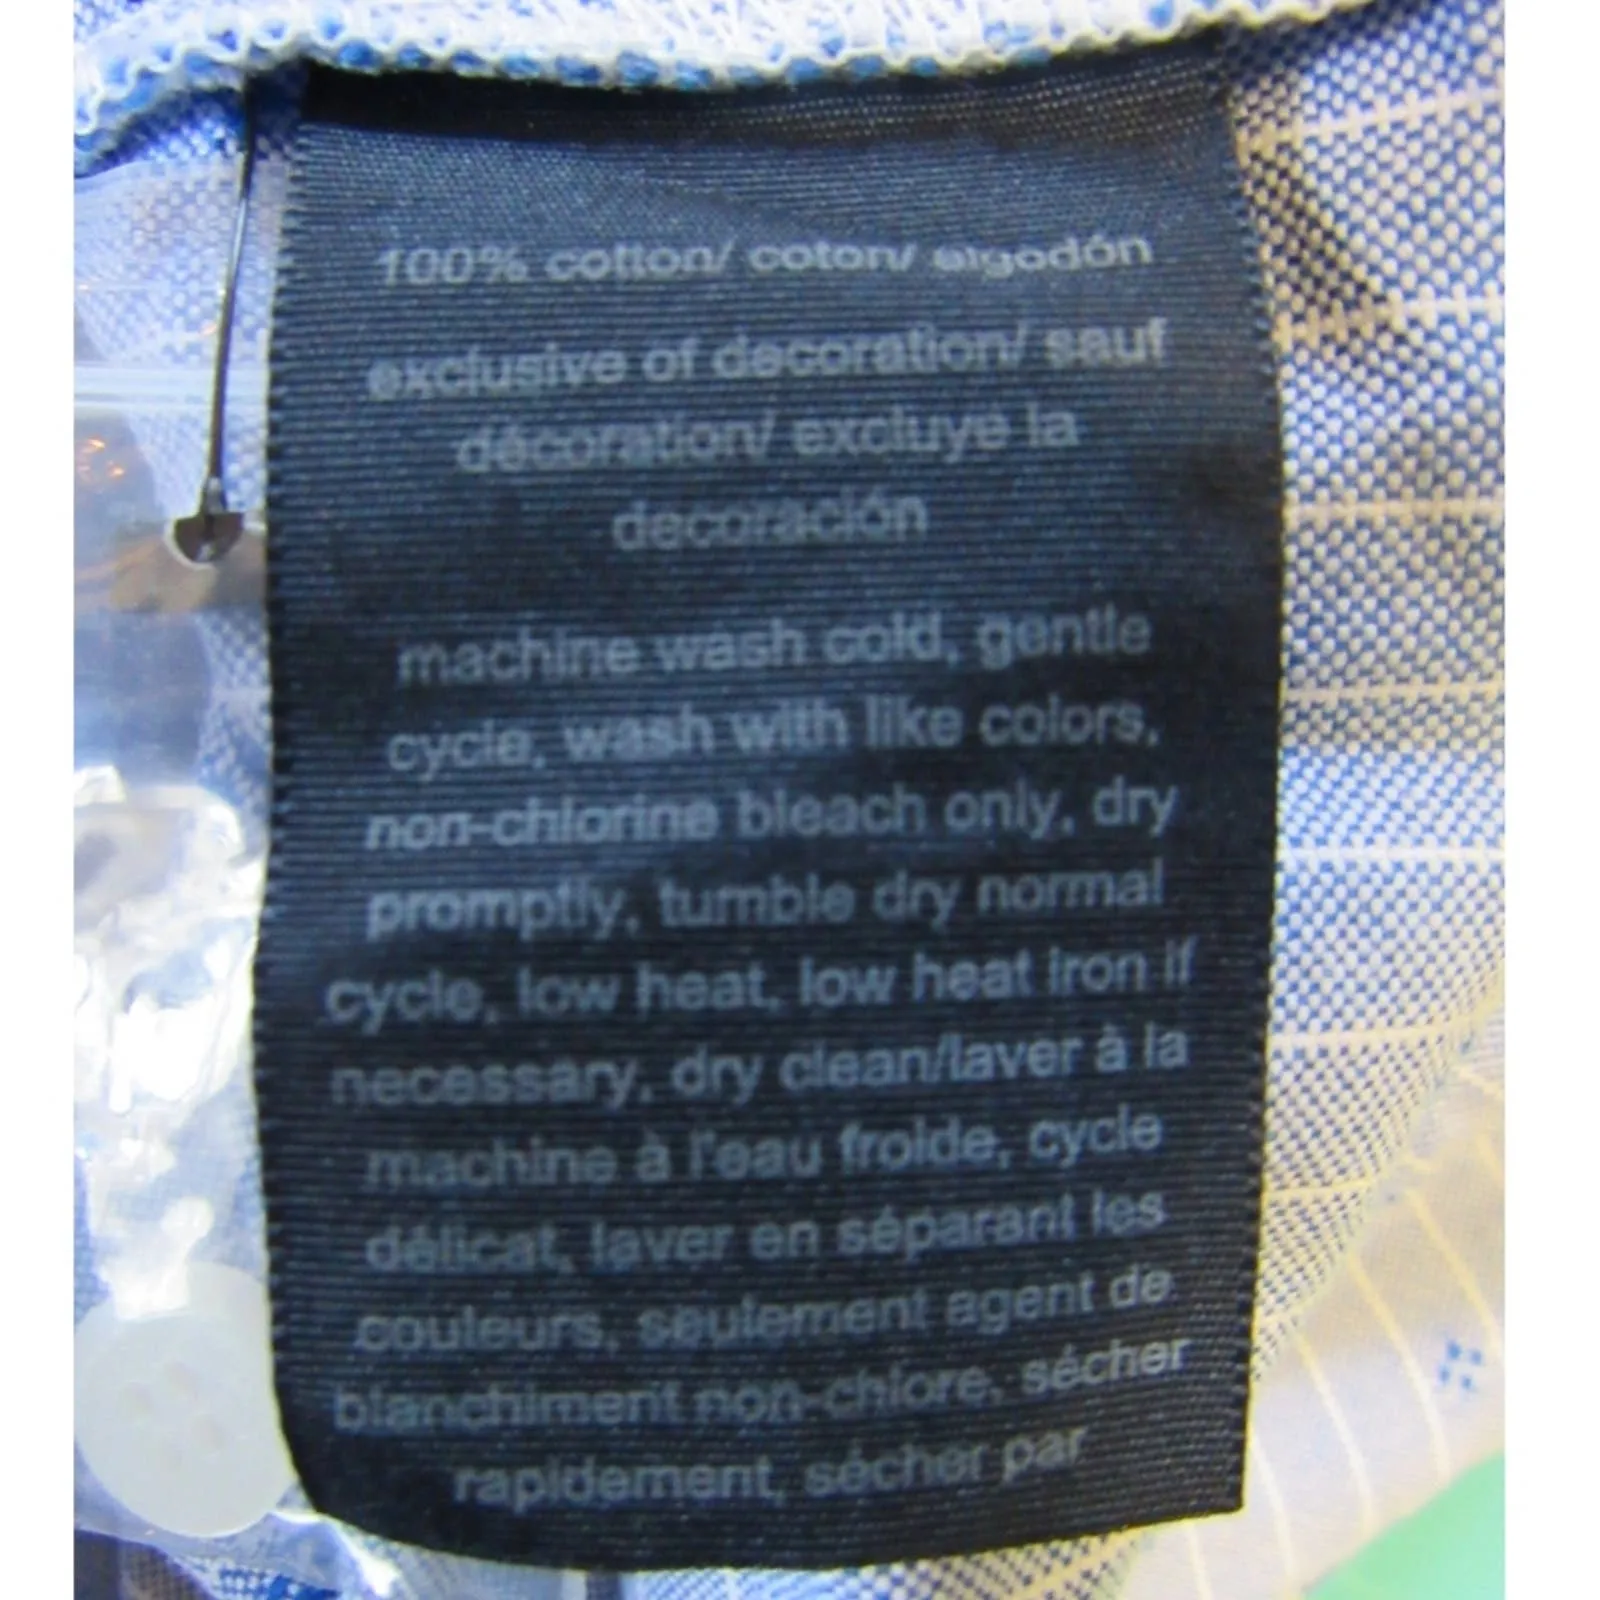 100% cotton/ coton/ algodón
exclusive of decoration/ sauf
décoration/ excluye la
decoración
machine wash cold, gentle
cycle, wash with like colors,
non-chlorine bleach only, dry
promptly, tumble dry normal
cycle, low heat, low heat iron if
necessary, dry clean/laver à la
machine à l'eau froide, cycle
délicat, laver en séparant les
couleurs, seulement agent de
blanchiment non-chlore, sécher
rapidement, sécher par